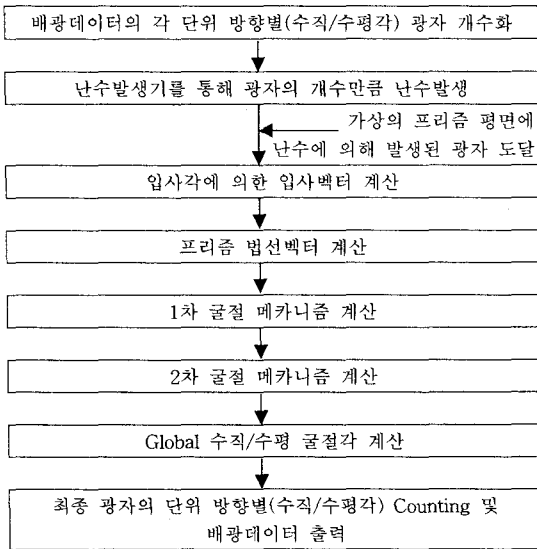 배광데이터의 각 단위 방향별(수직/수평각) 광자 개수화
난수발생기를 통해 광자의 개수만큼 난수발생
가상의 프리즘 평면에
난수에 의해 발생된 광자 도달
입사각에 의한 입사벡터 계산
프리즘 법선벡터 계산
1차 굴절 메카니즘 계산
2차 굴절 메카니즘 계산
Global 수직/수평 굴절각 계산
최종 광자의 단위 방향별(수직/수평각) Counting 및
배광데이터 출력